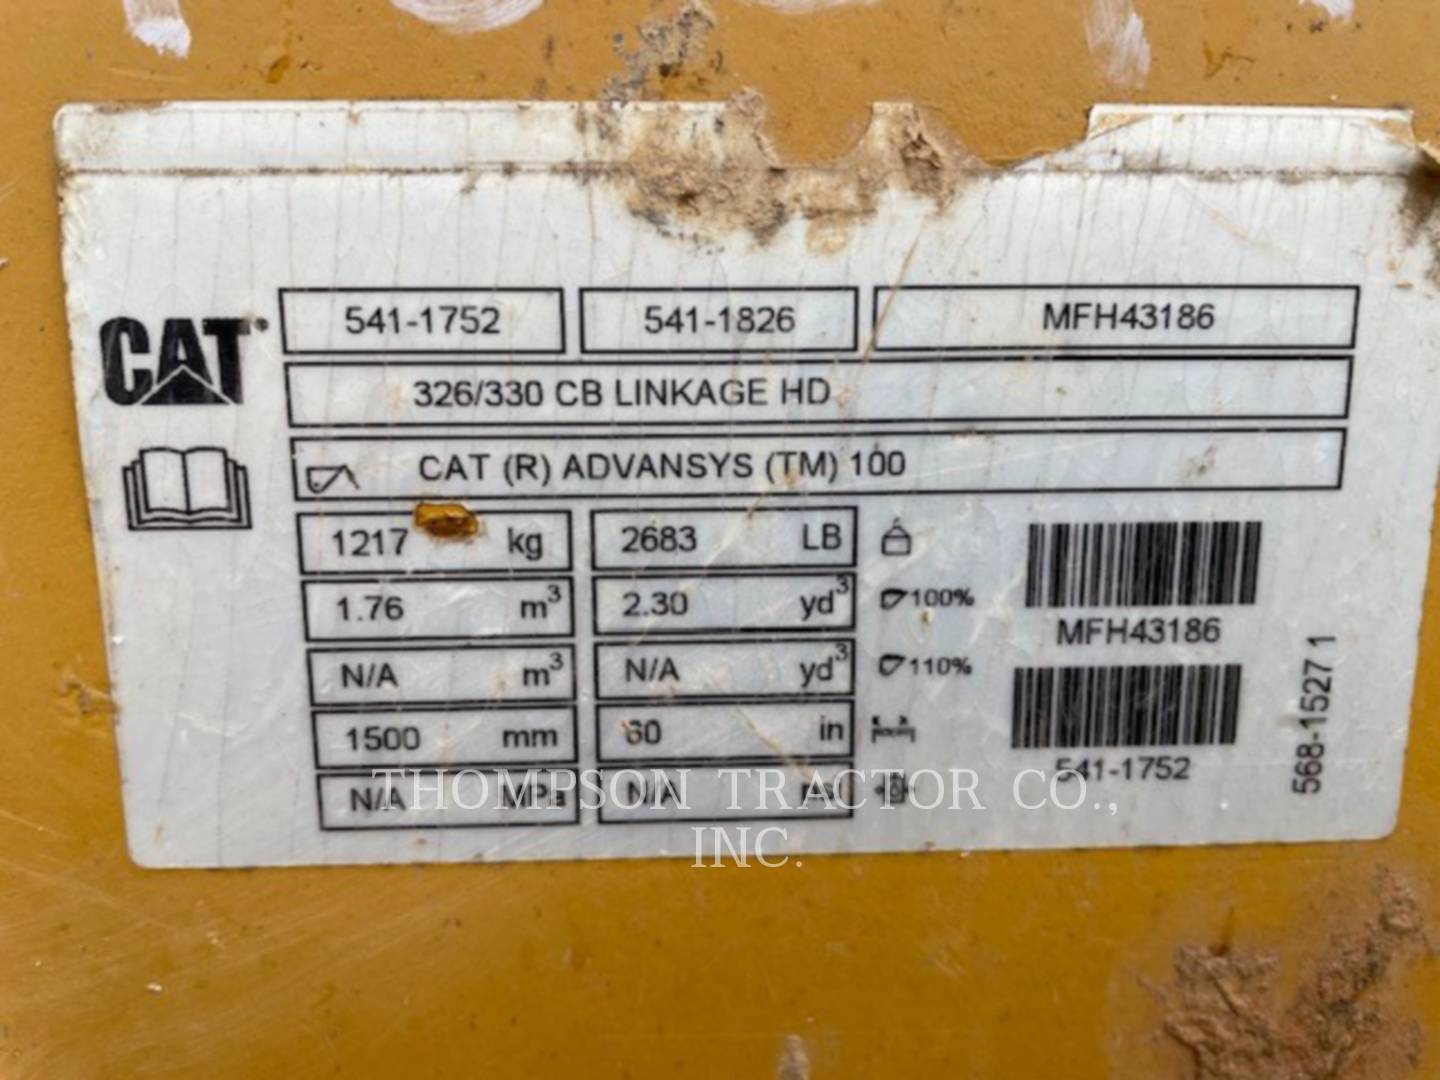 541-1752 541-1826 MFH43186
CAT
326/330 CB LINKAGE HD
CAT (R) ADVANSYS (TM) 100
1217 kg 2683 LB
1.76 m³ 2.30 yd³ 100%
MFH43186
N/A m³ N/A yd³ 110%
1500 mm 60 in
541-1752
N/A MPa N/A psi
568-1527 1
THOMPSON TRACTOR CO.,
INC.